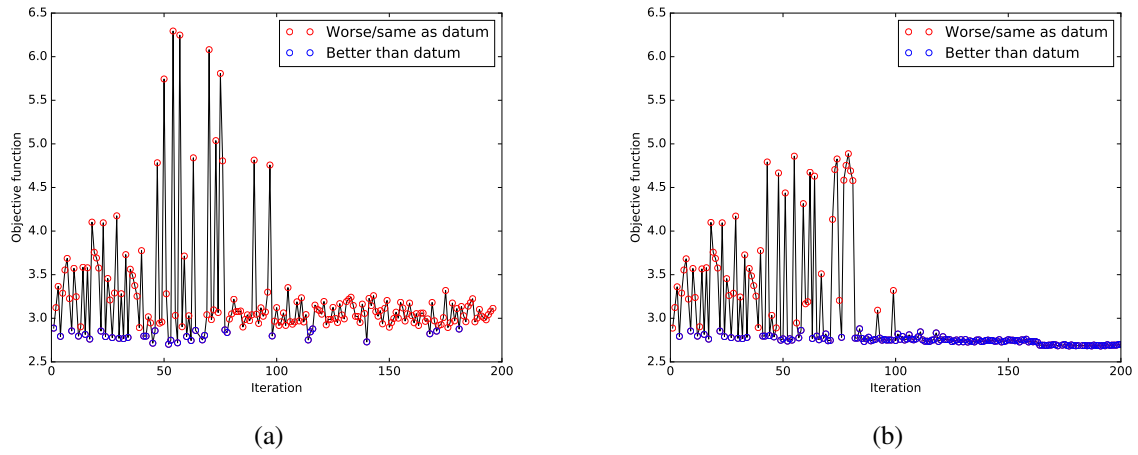 6.5
6.0
5.5
5.0
4.5
4.0
3.5
3.0
2.5
Objective function
0 50 100 150 200
Iteration
Worse/same as datum
Better than datum
(a)
6.5
6.0
5.5
5.0
4.5
4.0
3.5
3.0
2.5
Objective function
0 50 100 150 200
Iteration
Worse/same as datum
Better than datum
(b)